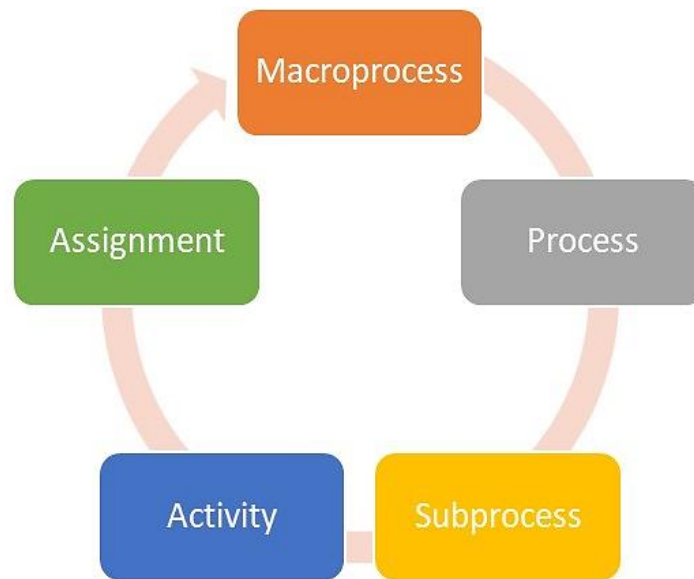 Macroprocess
Process
Subprocess
Activity
Assignment